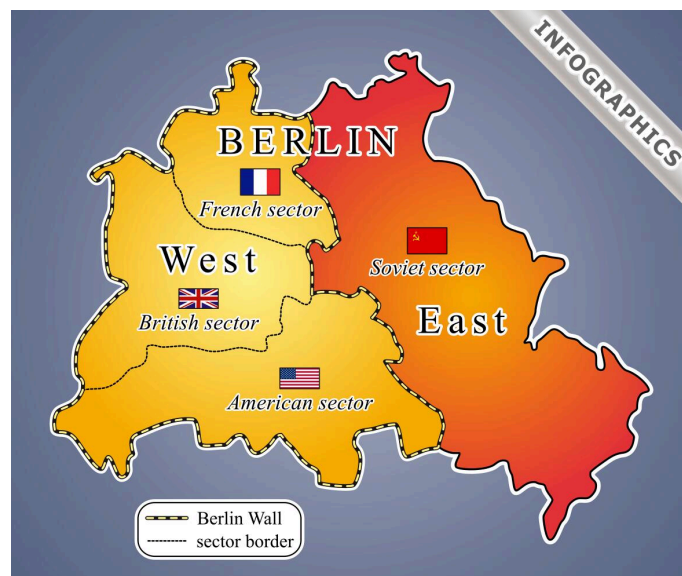 INFOGRAPHICS
BERLIN
French sector
West
Soviet sector
British sector
East
American sector
Berlin Wall
sector border